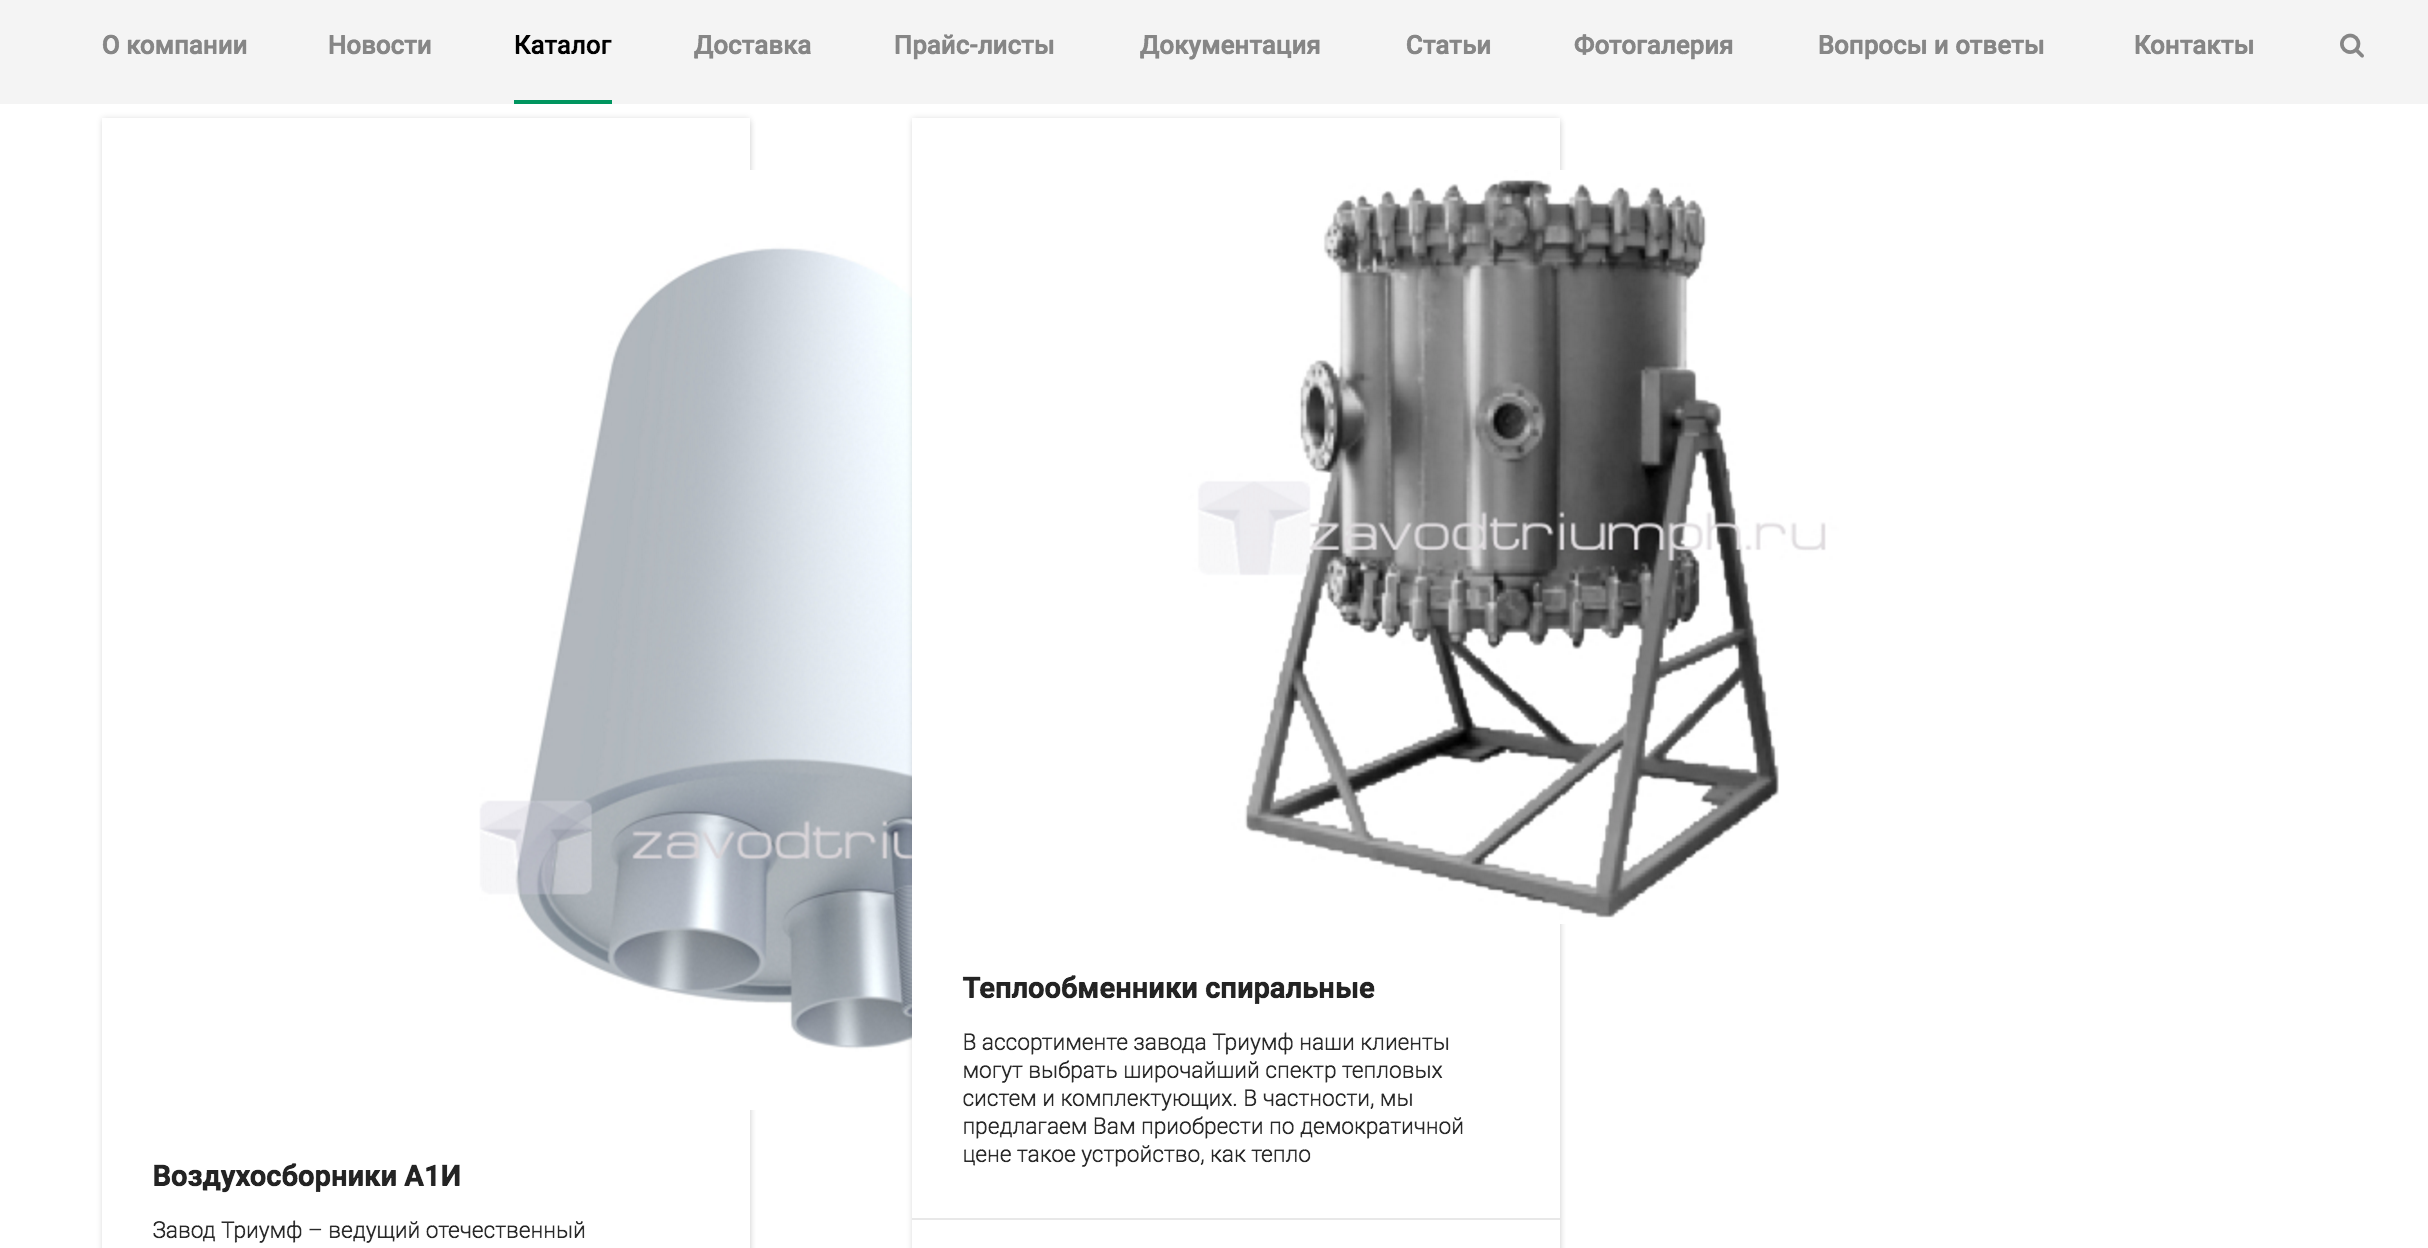 О компании Новости Каталог Доставка Прайс-листы Документация Статьи Фотогалерия Вопросы и ответы Контакты
zavodtriumph.ru
zavodtriu
Теплообменники спиральные
В ассортименте завода Триумф наши клиенты
могут выбрать широчайший спектр тепловых
систем и комплектующих. В частности, мы
предлагаем Вам приобрести по демократичной
цене такое устройство, как тепло
Воздухосборники А1И
Завод Триумф – ведущий отечественный